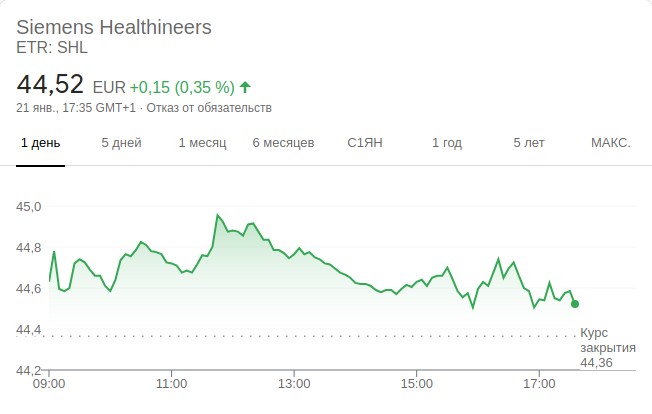 Siemens Healthineers
ETR: SHL
44,52 EUR +0,15 (0,35 %)
21 янв., 17:35 GMT+1 · Отказ от обязательств
1 день 5 дней 1 месяц 6 месяцев С1ЯН 1 год 5 лет МАКС.
45,0
44,8
44,6
44,4
Курс
закрытия
44,36
44,2
09:00 11:00 13:00 15:00 17:00